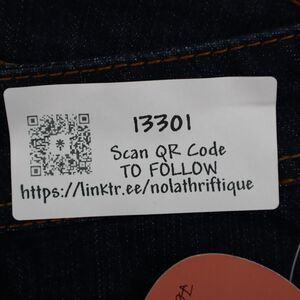 13301
Scan QR Code
TO FOLLOW
https://linktr.ee/nolathriftique